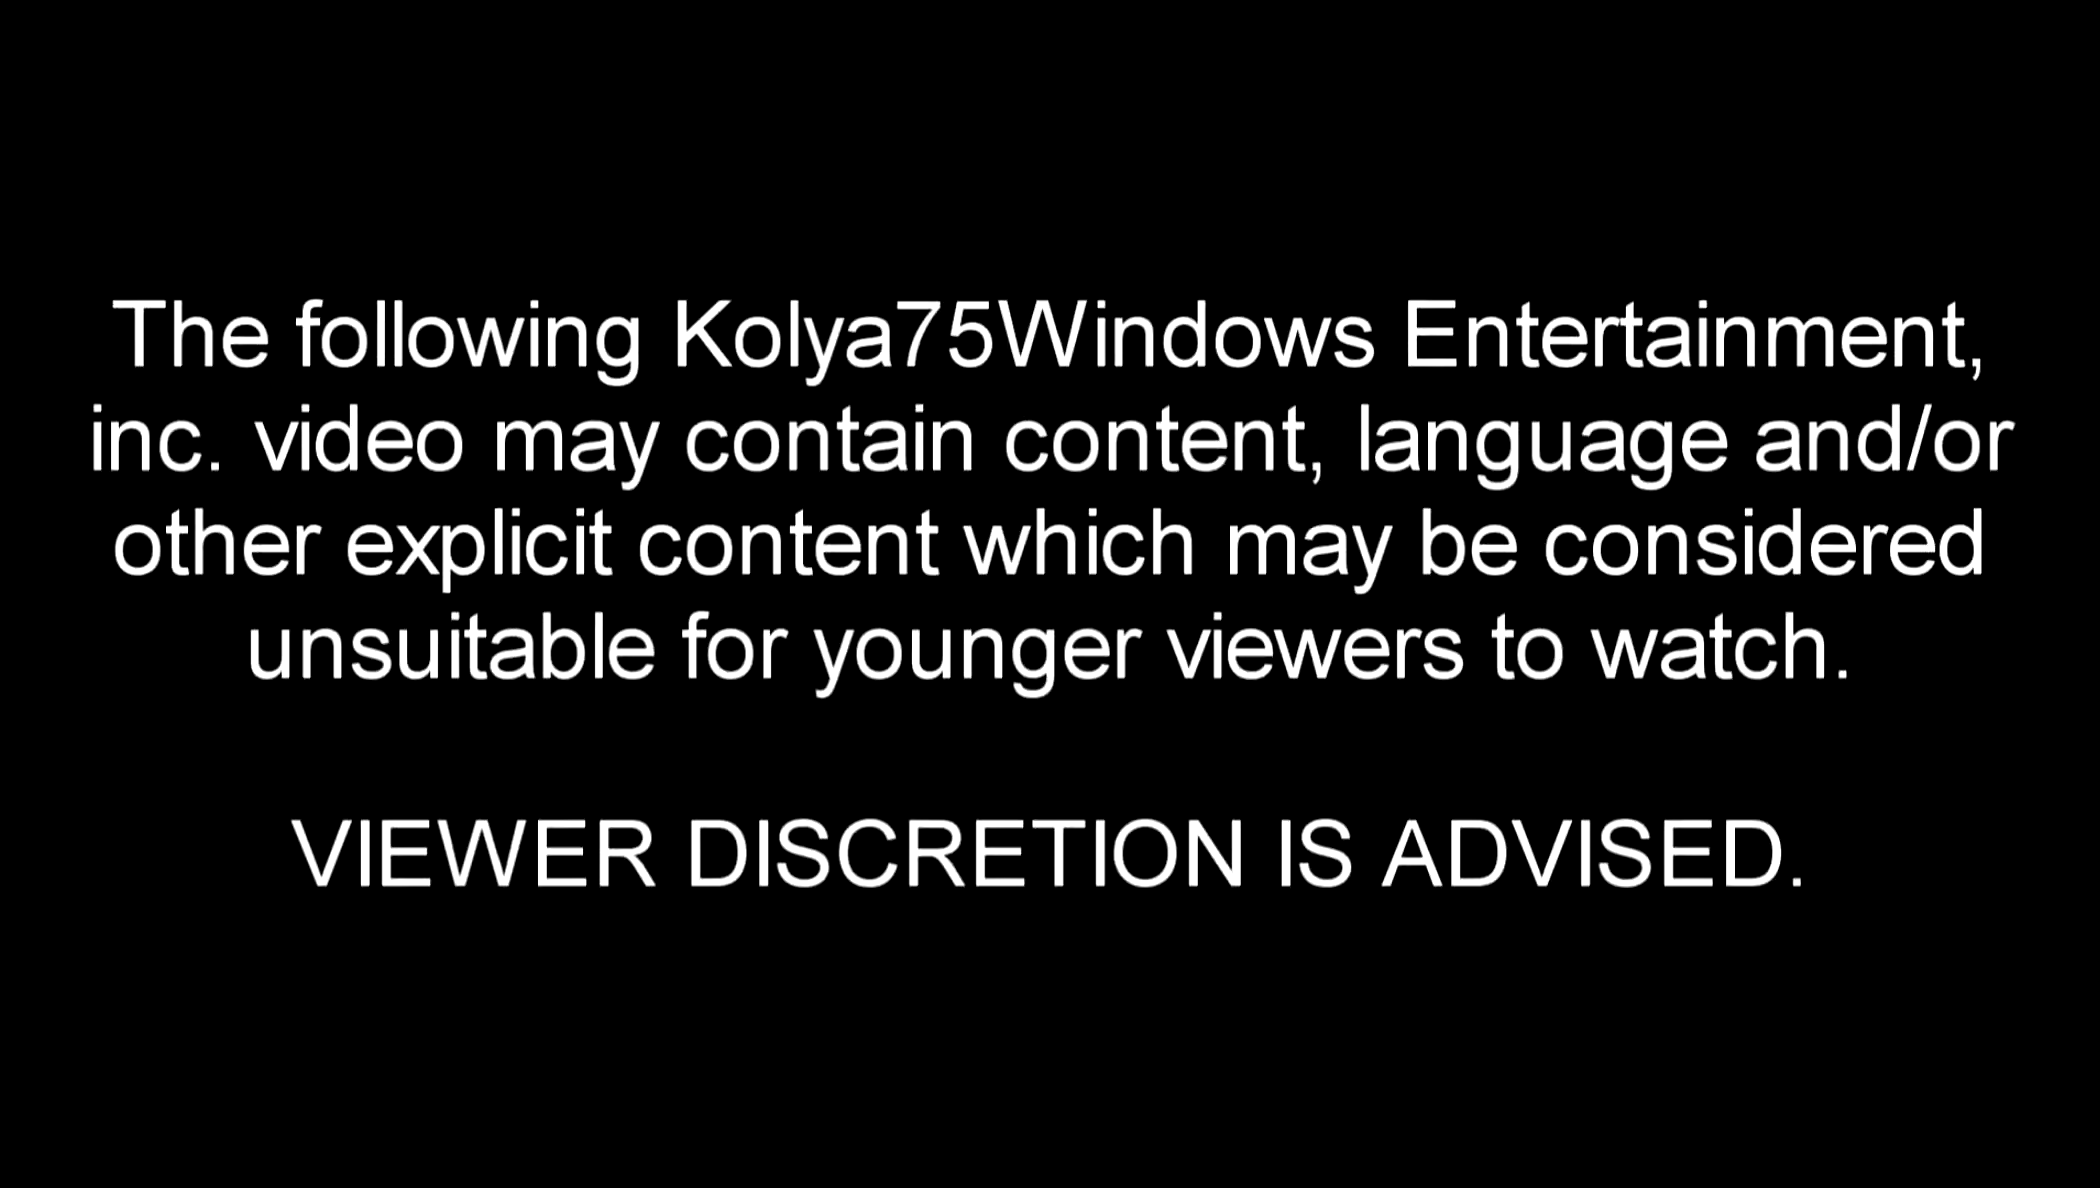 The following Kolya75Windows Entertainment,
inc. video may contain content, language and/or
other explicit content which may be considered
unsuitable for younger viewers to watch.
VIEWER DISCRETION IS ADVISED.